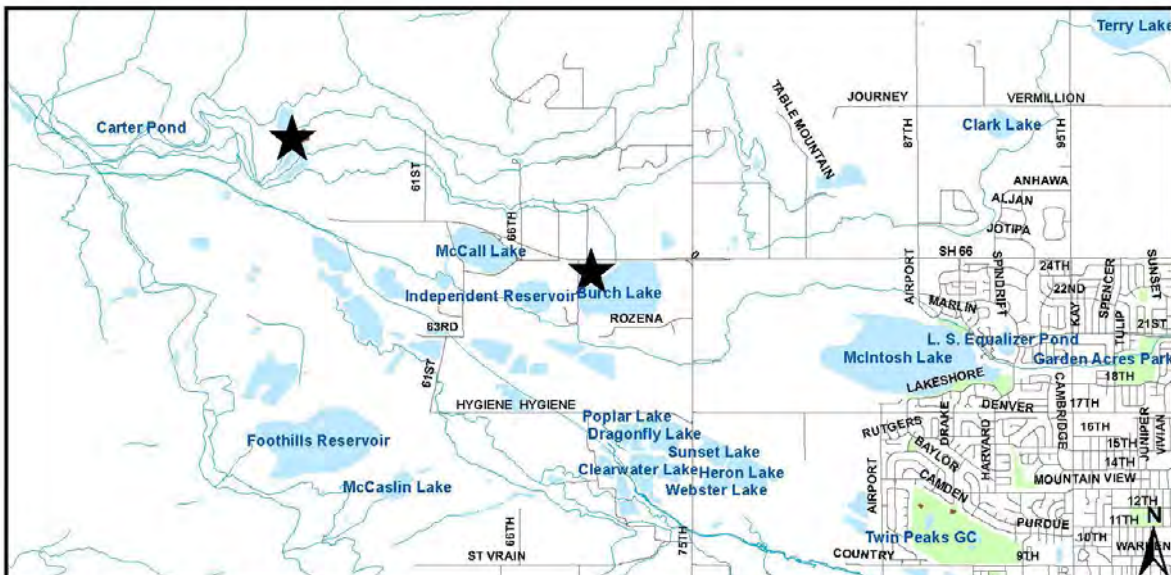 Terry Lake
TABLE MOUNTAIN
JOURNEY
VERMILLION
87TH
95TH
Carter Pond
Clark Lake
61ST
ANHAWA
ALJAN
66TH
JOTIPA
McCall Lake
SH 66
AIRPORT
SPINDRIFT
24TH
22ND
KAY
SPENCER
TULIP
SUNSET
Independent Reservoir
Burch Lake
MARLIN
21ST
63RD
ROZENA
L. S. Equalizer Pond
McIntosh Lake
Garden Acres Park
61ST
LAKESHORE
18TH
HYGIENE HYGIENE
DENVER
17TH
Poplar Lake
RUTGERS
DRAKE
HARVARD
CAMBRIDGE
16TH
JUNIPER
VIVIAN
Dragonfly Lake
BAYLOR
15TH
Foothills Reservoir
Sunset Lake
14TH
Clearwater Lake
Heron Lake
AIRPORT
CAMDEN
MOUNTAIN VIEW
McCaslin Lake
Webster Lake
12TH
N
66TH
75TH
PURDUE
11TH
Twin Peaks GC
10TH
WARREN
ST VRAIN
COUNTRY
9TH